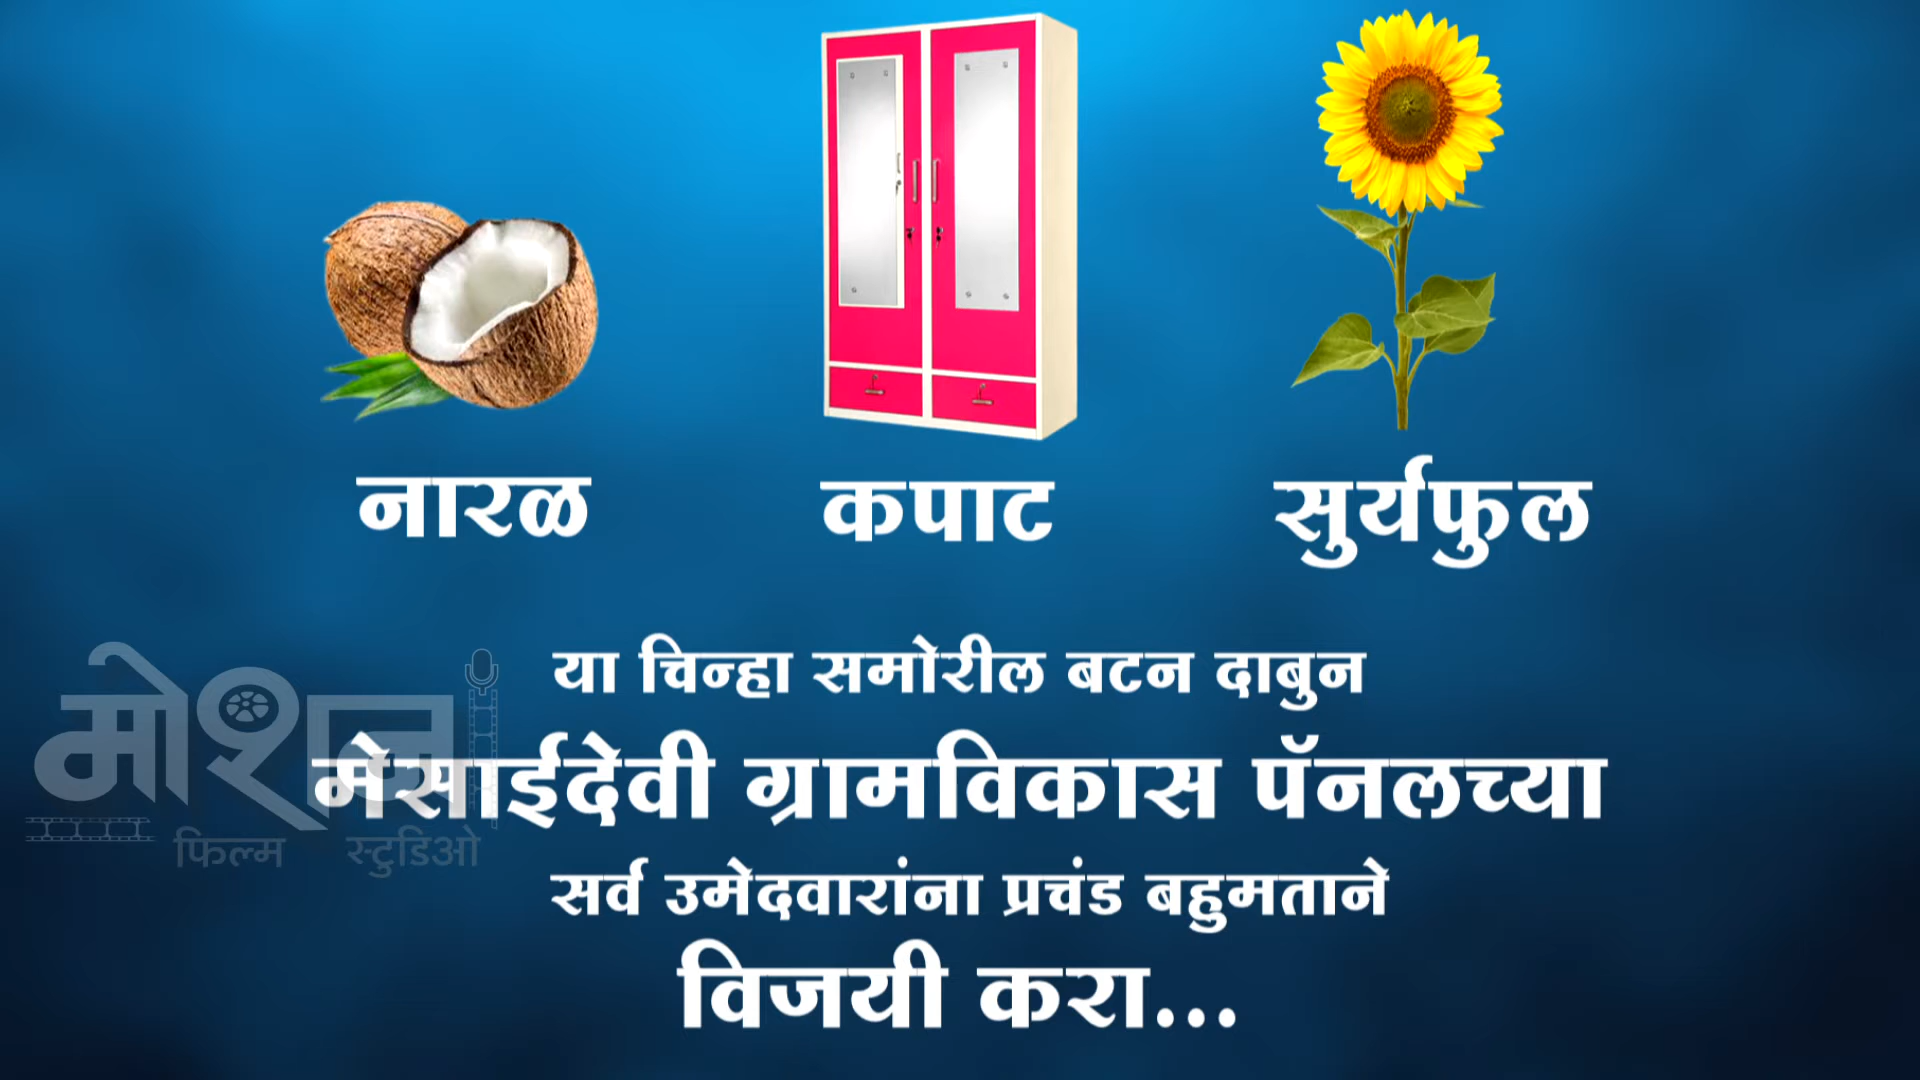 नारळ कपाट सुर्यफुल
या चिन्हा समोरील बटन दाबुन
मेसाईदेवी ग्रामविकास पॅनलच्या
सर्व उमेदवारांना प्रचंड बहुमताने
विजयी करा...
मोशन
फिल्म स्टुडिओ